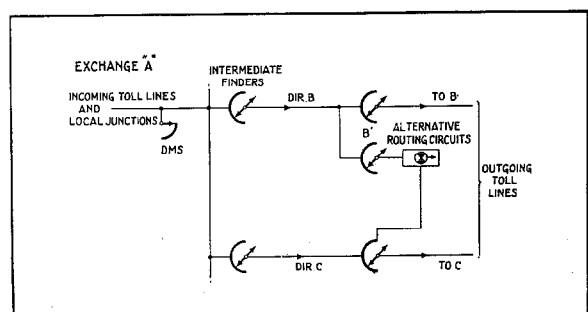 EXCHANGE "A"
INCOMING TOLL LINES
AND
LOCAL JUNCTIONS
DMS
INTERMEDIATE
FINDERS
DIR.B
TO B'
B'
ALTERNATIVE
ROUTING CIRCUITS
OUTGOING
TOLL
LINES
DIR.C
TO C